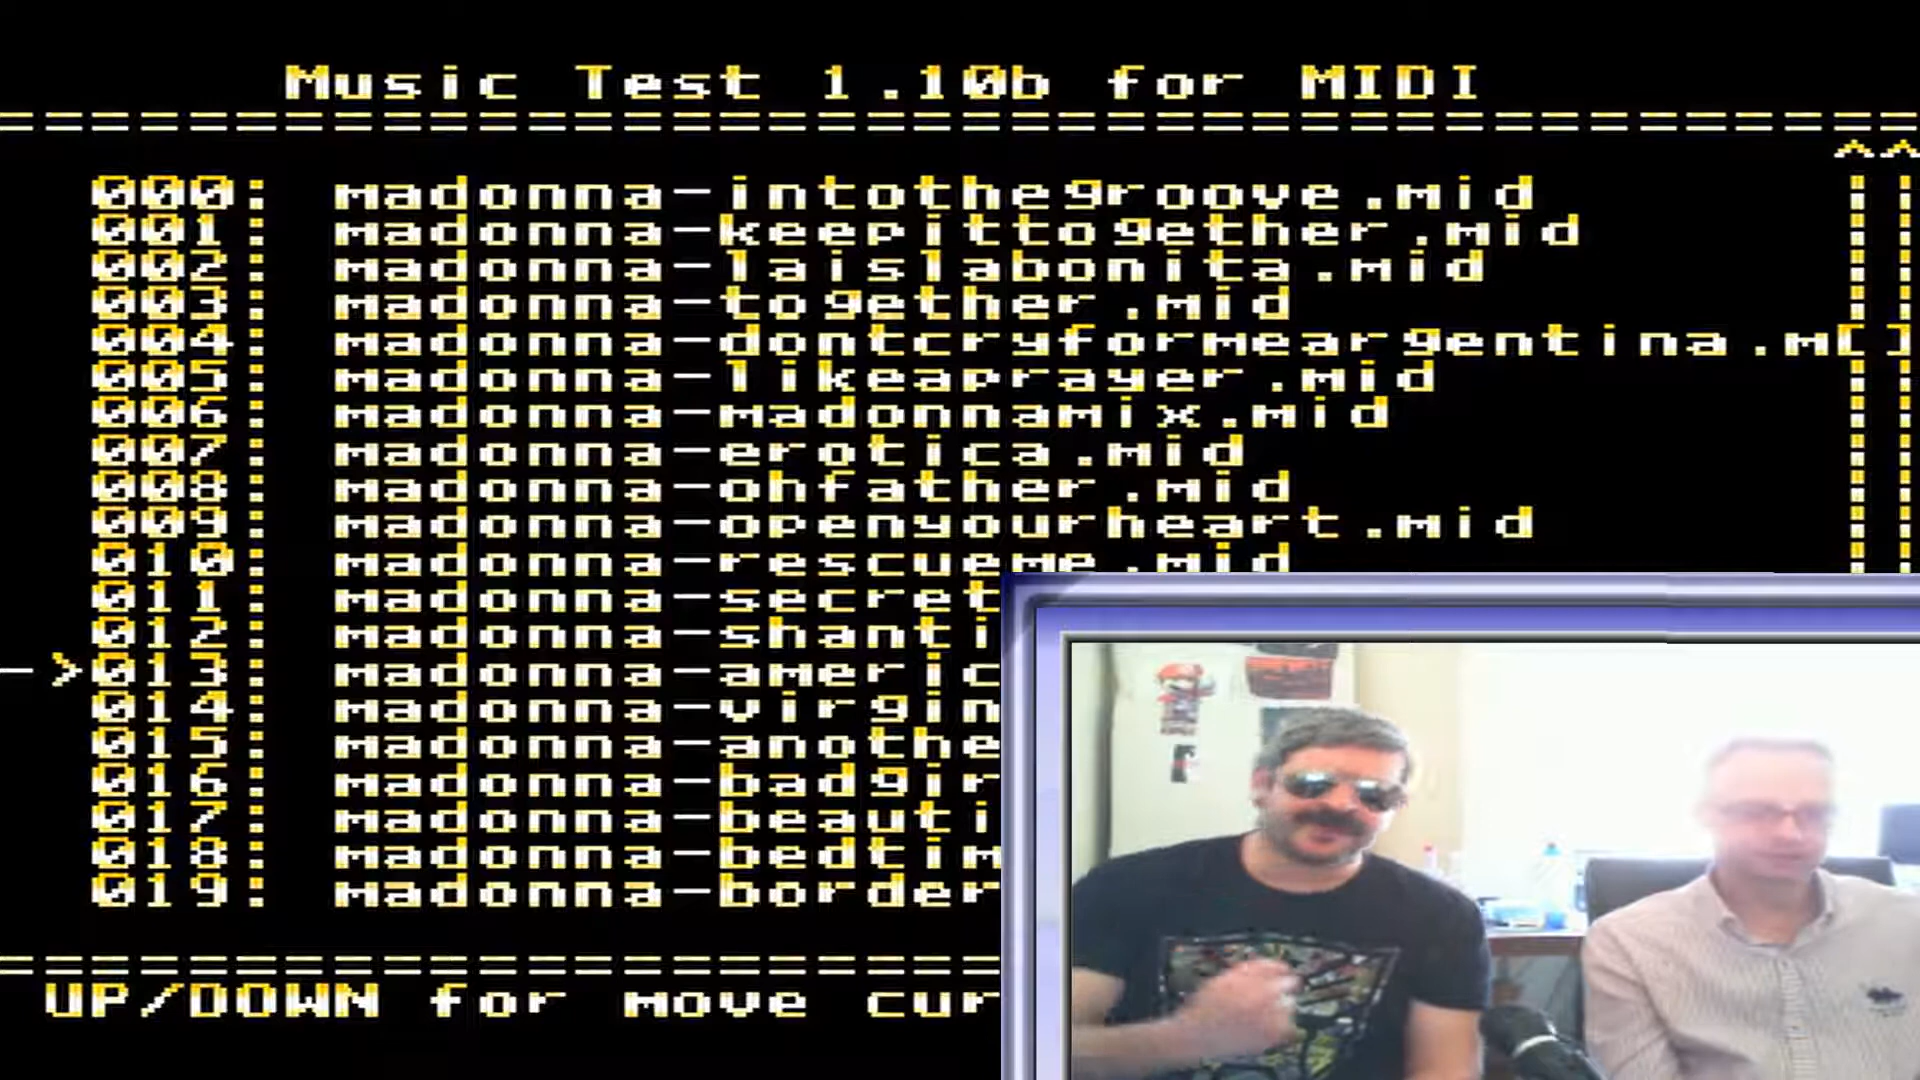 Music Test 1.10b for MIDI
=======================================
^^
000: madonna-intothegroove.mid
001: madonna-keepittogether.mid
002: madonna-laislabonita.mid
003: madonna-together.mid
004: madonna-dontcryformeargentina.m[]
005: madonna-likeaprayer.mid
006: madonna-madonnamix.mid
007: madonna-erotica.mid
008: madonna-ohfather.mid
009: madonna-openyourheart.mid
010: madonna-rescueme.mid
011: madonna-secret
012: madonna-shanti
->013: madonna-americ
014: madonna-virgin
015: madonna-anothe
016: madonna-badgir
017: madonna-beauti
018: madonna-bedtim
019: madonna-border
=====================
UP/DOWN for move cur